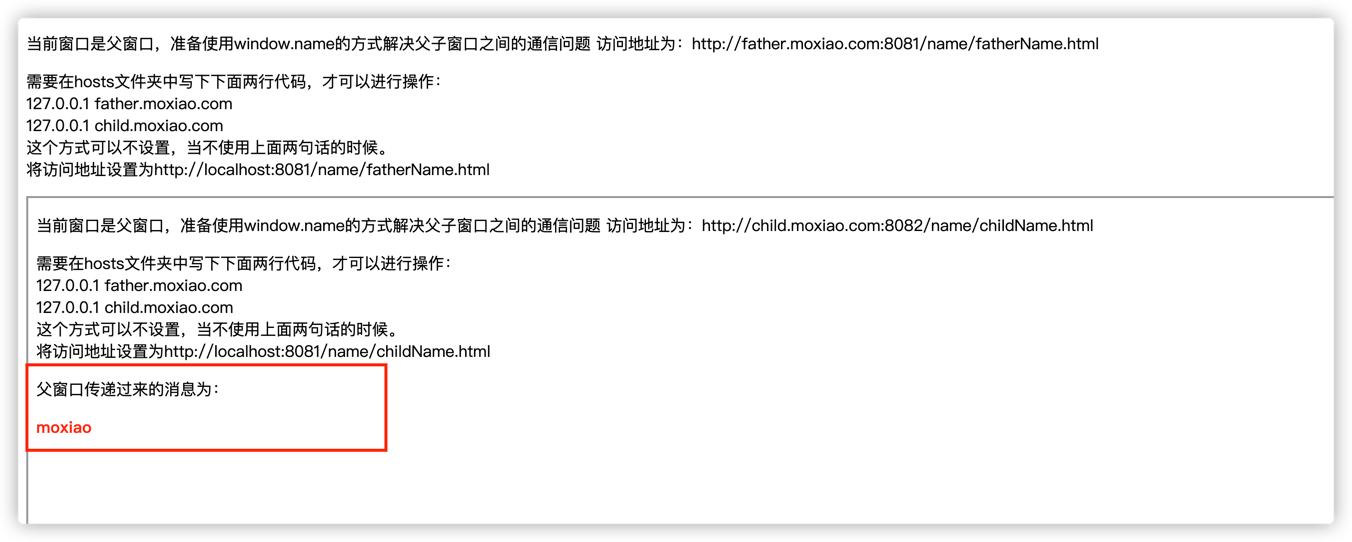 当前窗口是父窗口，准备使用window.name的方式解决父子窗口之间的通信问题 访问地址为：http://father.moxiao.com:8081/name/fatherName.html
需要在hosts文件夹中写下下面两行代码，才可以进行操作：
127.0.0.1 father.moxiao.com
127.0.0.1 child.moxiao.com
这个方式可以不设置，当不使用上面两句话的时候。
将访问地址设置为http://localhost:8081/name/fatherName.html
当前窗口是父窗口，准备使用window.name的方式解决父子窗口之间的通信问题 访问地址为：http://child.moxiao.com:8082/name/childName.html
需要在hosts文件夹中写下下面两行代码，才可以进行操作：
127.0.0.1 father.moxiao.com
127.0.0.1 child.moxiao.com
这个方式可以不设置，当不使用上面两句话的时候。
将访问地址设置为http://localhost:8081/name/childName.html
父窗口传递过来的消息为：
moxiao